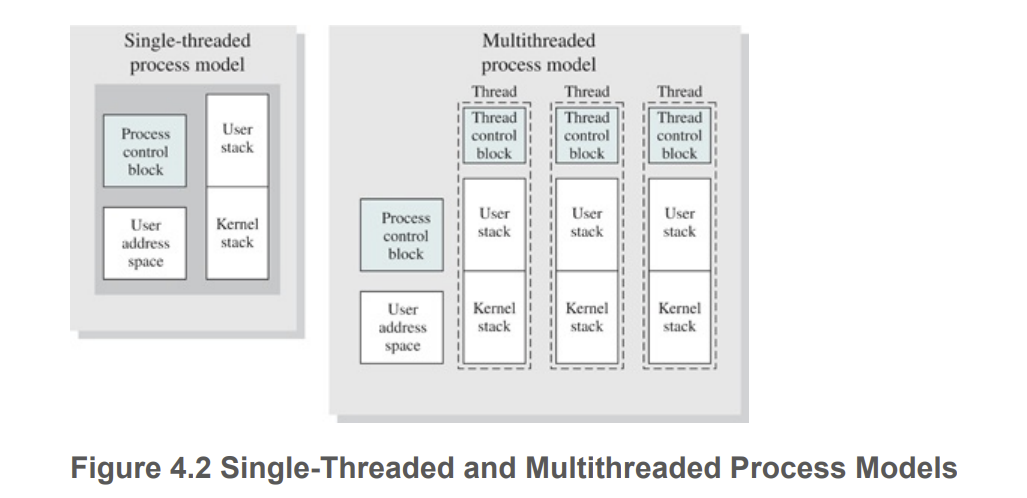 Single-threaded
process model
Process
control
block
User
stack
User
address
space
Kernel
stack
Multithreaded
process model
Thread
Thread
Thread
Thread
control
block
Thread
control
block
Thread
control
block
Process
control
block
User
stack
User
stack
User
stack
User
address
space
Kernel
stack
Kernel
stack
Kernel
stack
Figure 4.2 Single-Threaded and Multithreaded Process Models